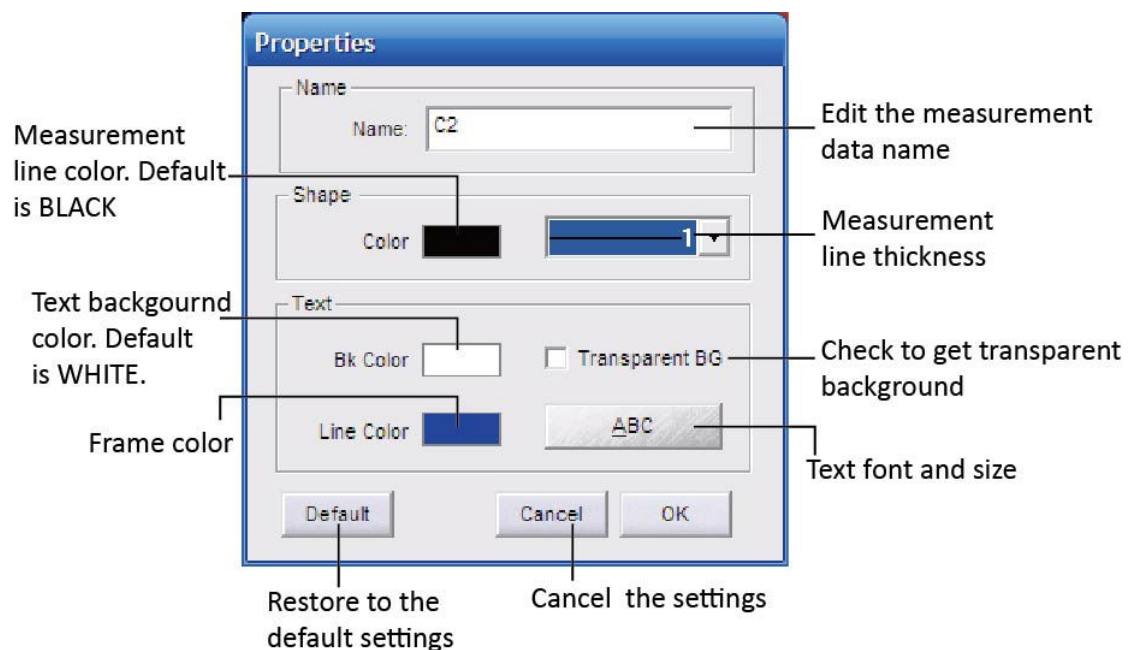 Properties
Name
Name: C2
Edit the measurement
data name
Measurement
line color. Default
is BLACK
Shape
Color
1
Measurement
line thickness
Text backgournd
color. Default
is WHITE.
Text
Bk Color
Transparent BG
Check to get transparent
background
Frame color
Line Color
ABC
Text font and size
Default
Cancel
OK
Restore to the
default settings
Cancel the settings